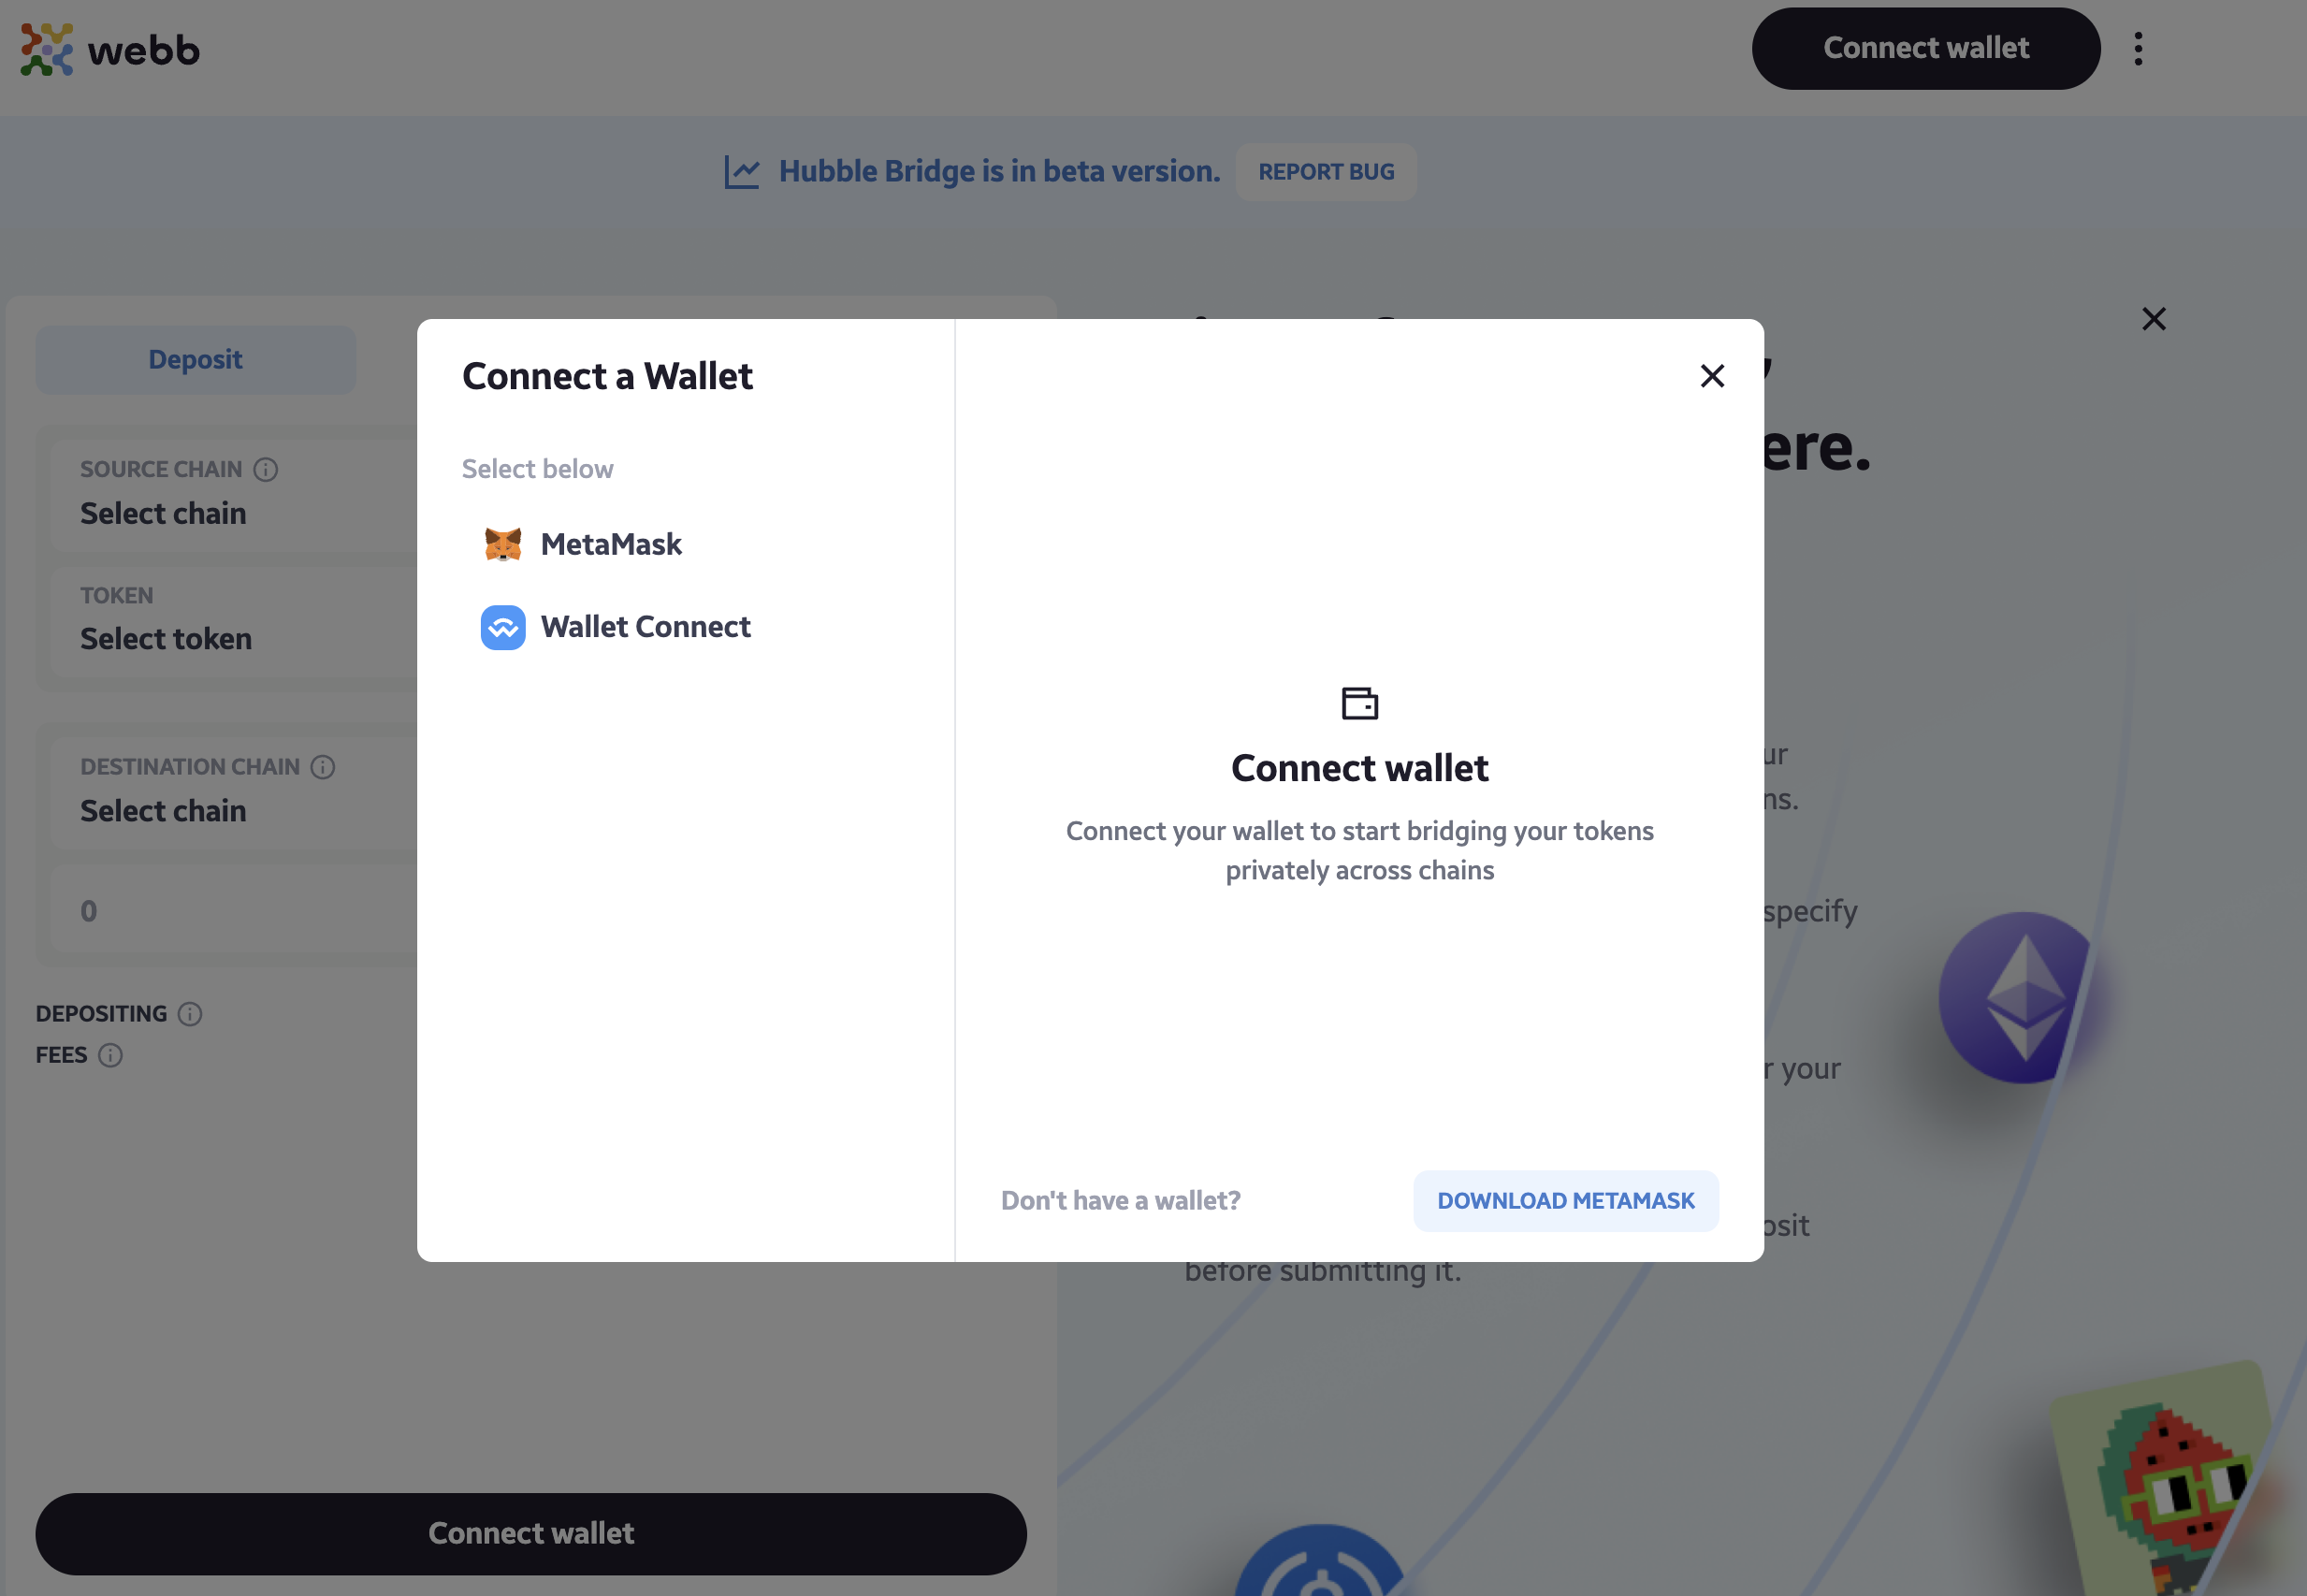 webb
Connect wallet
Hubble Bridge is in beta version.
REPORT BUG
Deposit
SOURCE CHAIN
Select chain
TOKEN
Select token
DESTINATION CHAIN
Select chain
0
DEPOSITING
FEES
Connect wallet
Connect a Wallet
Select below
MetaMask
Wallet Connect
Connect wallet
Connect your wallet to start bridging your tokens
privately across chains
Don't have a wallet?
DOWNLOAD METAMASK
ere.
ur
ns.
specify
r your
osit
before submitting it.